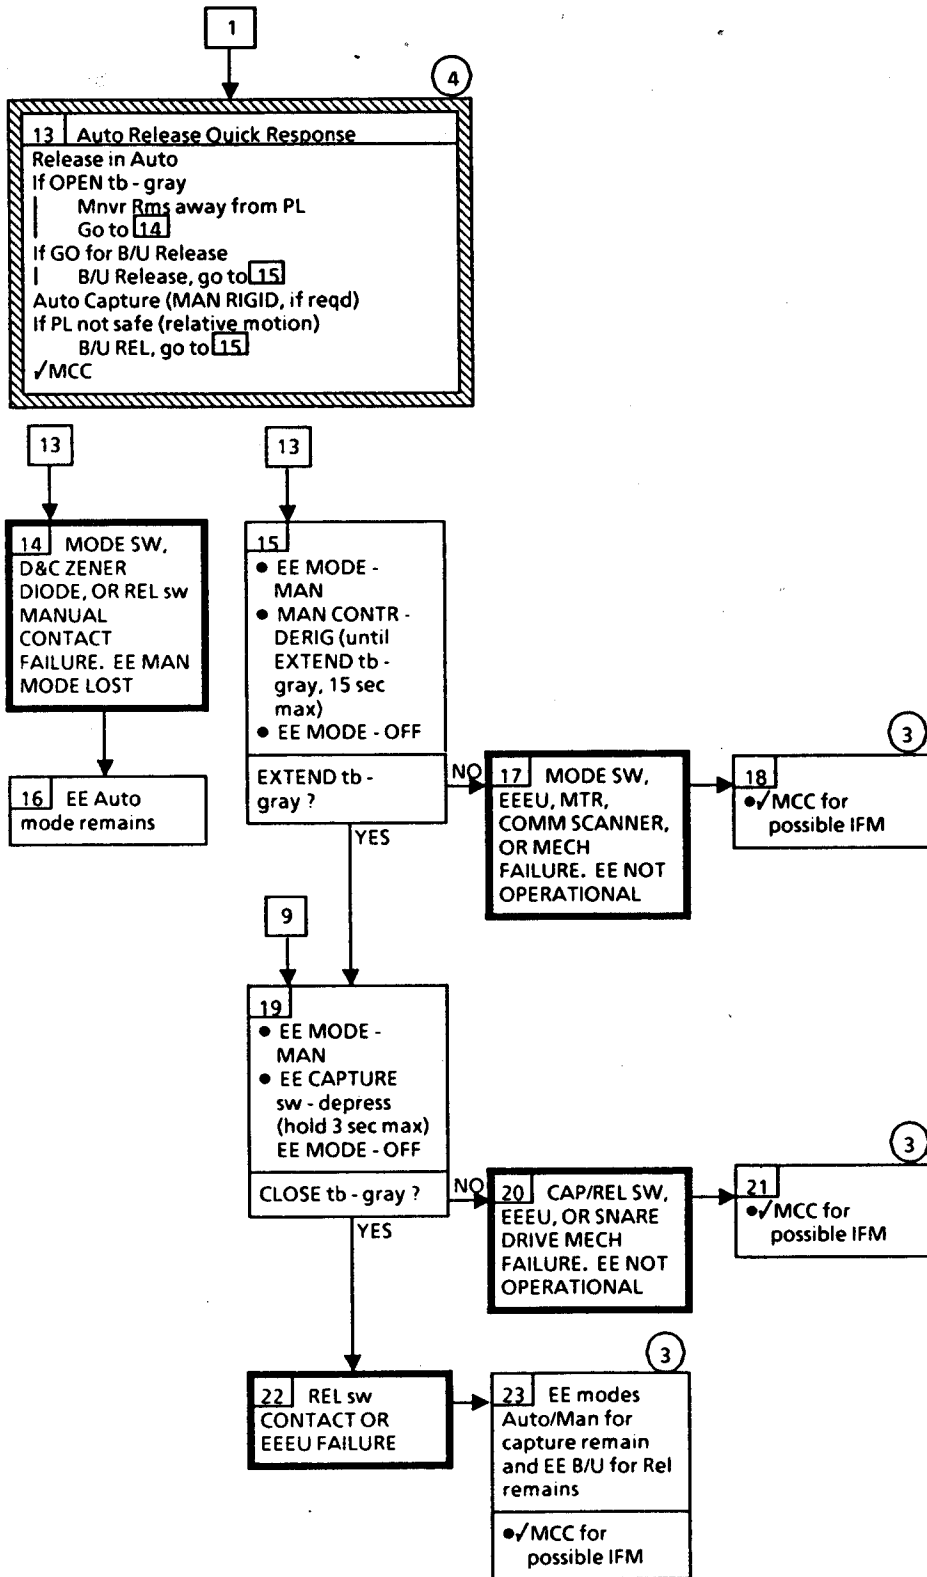 1
4
13 Auto Release Quick Response
Release in Auto
If OPEN tb - gray
Mnvr Rms away from PL
Go to 14
If GO for B/U Release
B/U Release, go to 15
Auto Capture (MAN RIGID, if reqd)
If PL not safe (relative motion)
B/U REL, go to 15
✓MCC
13
13
14 MODE SW,
D&C ZENER
DIODE, OR REL sw
MANUAL
CONTACT
FAILURE. EE MAN
MODE LOST
16 EE Auto
mode remains
15
● EE MODE -
MAN
● MAN CONTR -
DERIG (until
EXTEND tb -
gray, 15 sec
max)
● EE MODE - OFF
EXTEND tb -
gray ?
NO
YES
17 MODE SW,
EEEU, MTR,
COMM SCANNER,
OR MECH
FAILURE. EE NOT
OPERATIONAL
3
18
●✓MCC for
possible IFM
9
19
● EE MODE -
MAN
● EE CAPTURE
sw - depress
(hold 3 sec max)
EE MODE - OFF
CLOSE tb - gray ?
NO
YES
20 CAP/REL SW,
EEEU, OR SNARE
DRIVE MECH
FAILURE. EE NOT
OPERATIONAL
3
21
●✓MCC for
possible IFM
22 REL sw
CONTACT OR
EEEU FAILURE
3
23 EE modes
Auto/Man for
capture remain
and EE B/U for Rel
remains
●✓MCC for
possible IFM